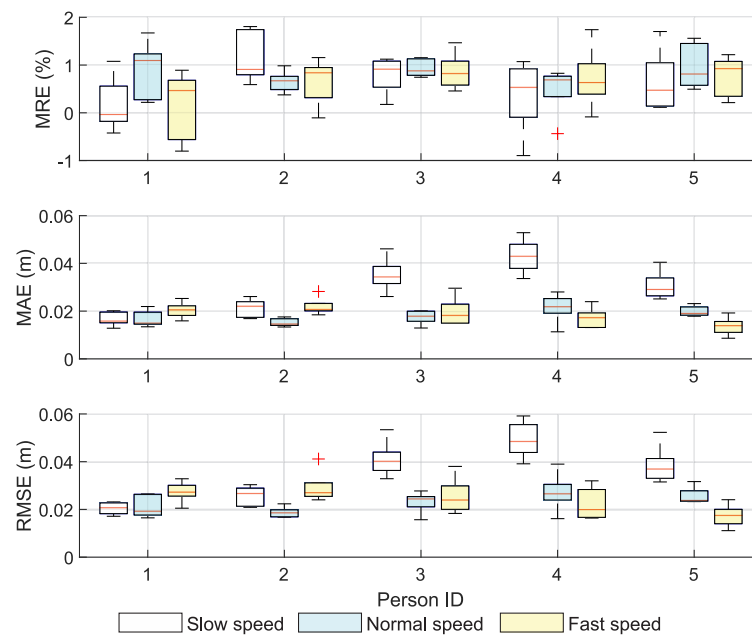 2
1
0
-1
MRE (%)
1 2 3 4 5
0.06
0.04
0.02
0
MAE (m)
1 2 3 4 5
0.06
0.04
0.02
0
RMSE (m)
1 2 3 4 5
Person ID
Slow speed Normal speed Fast speed